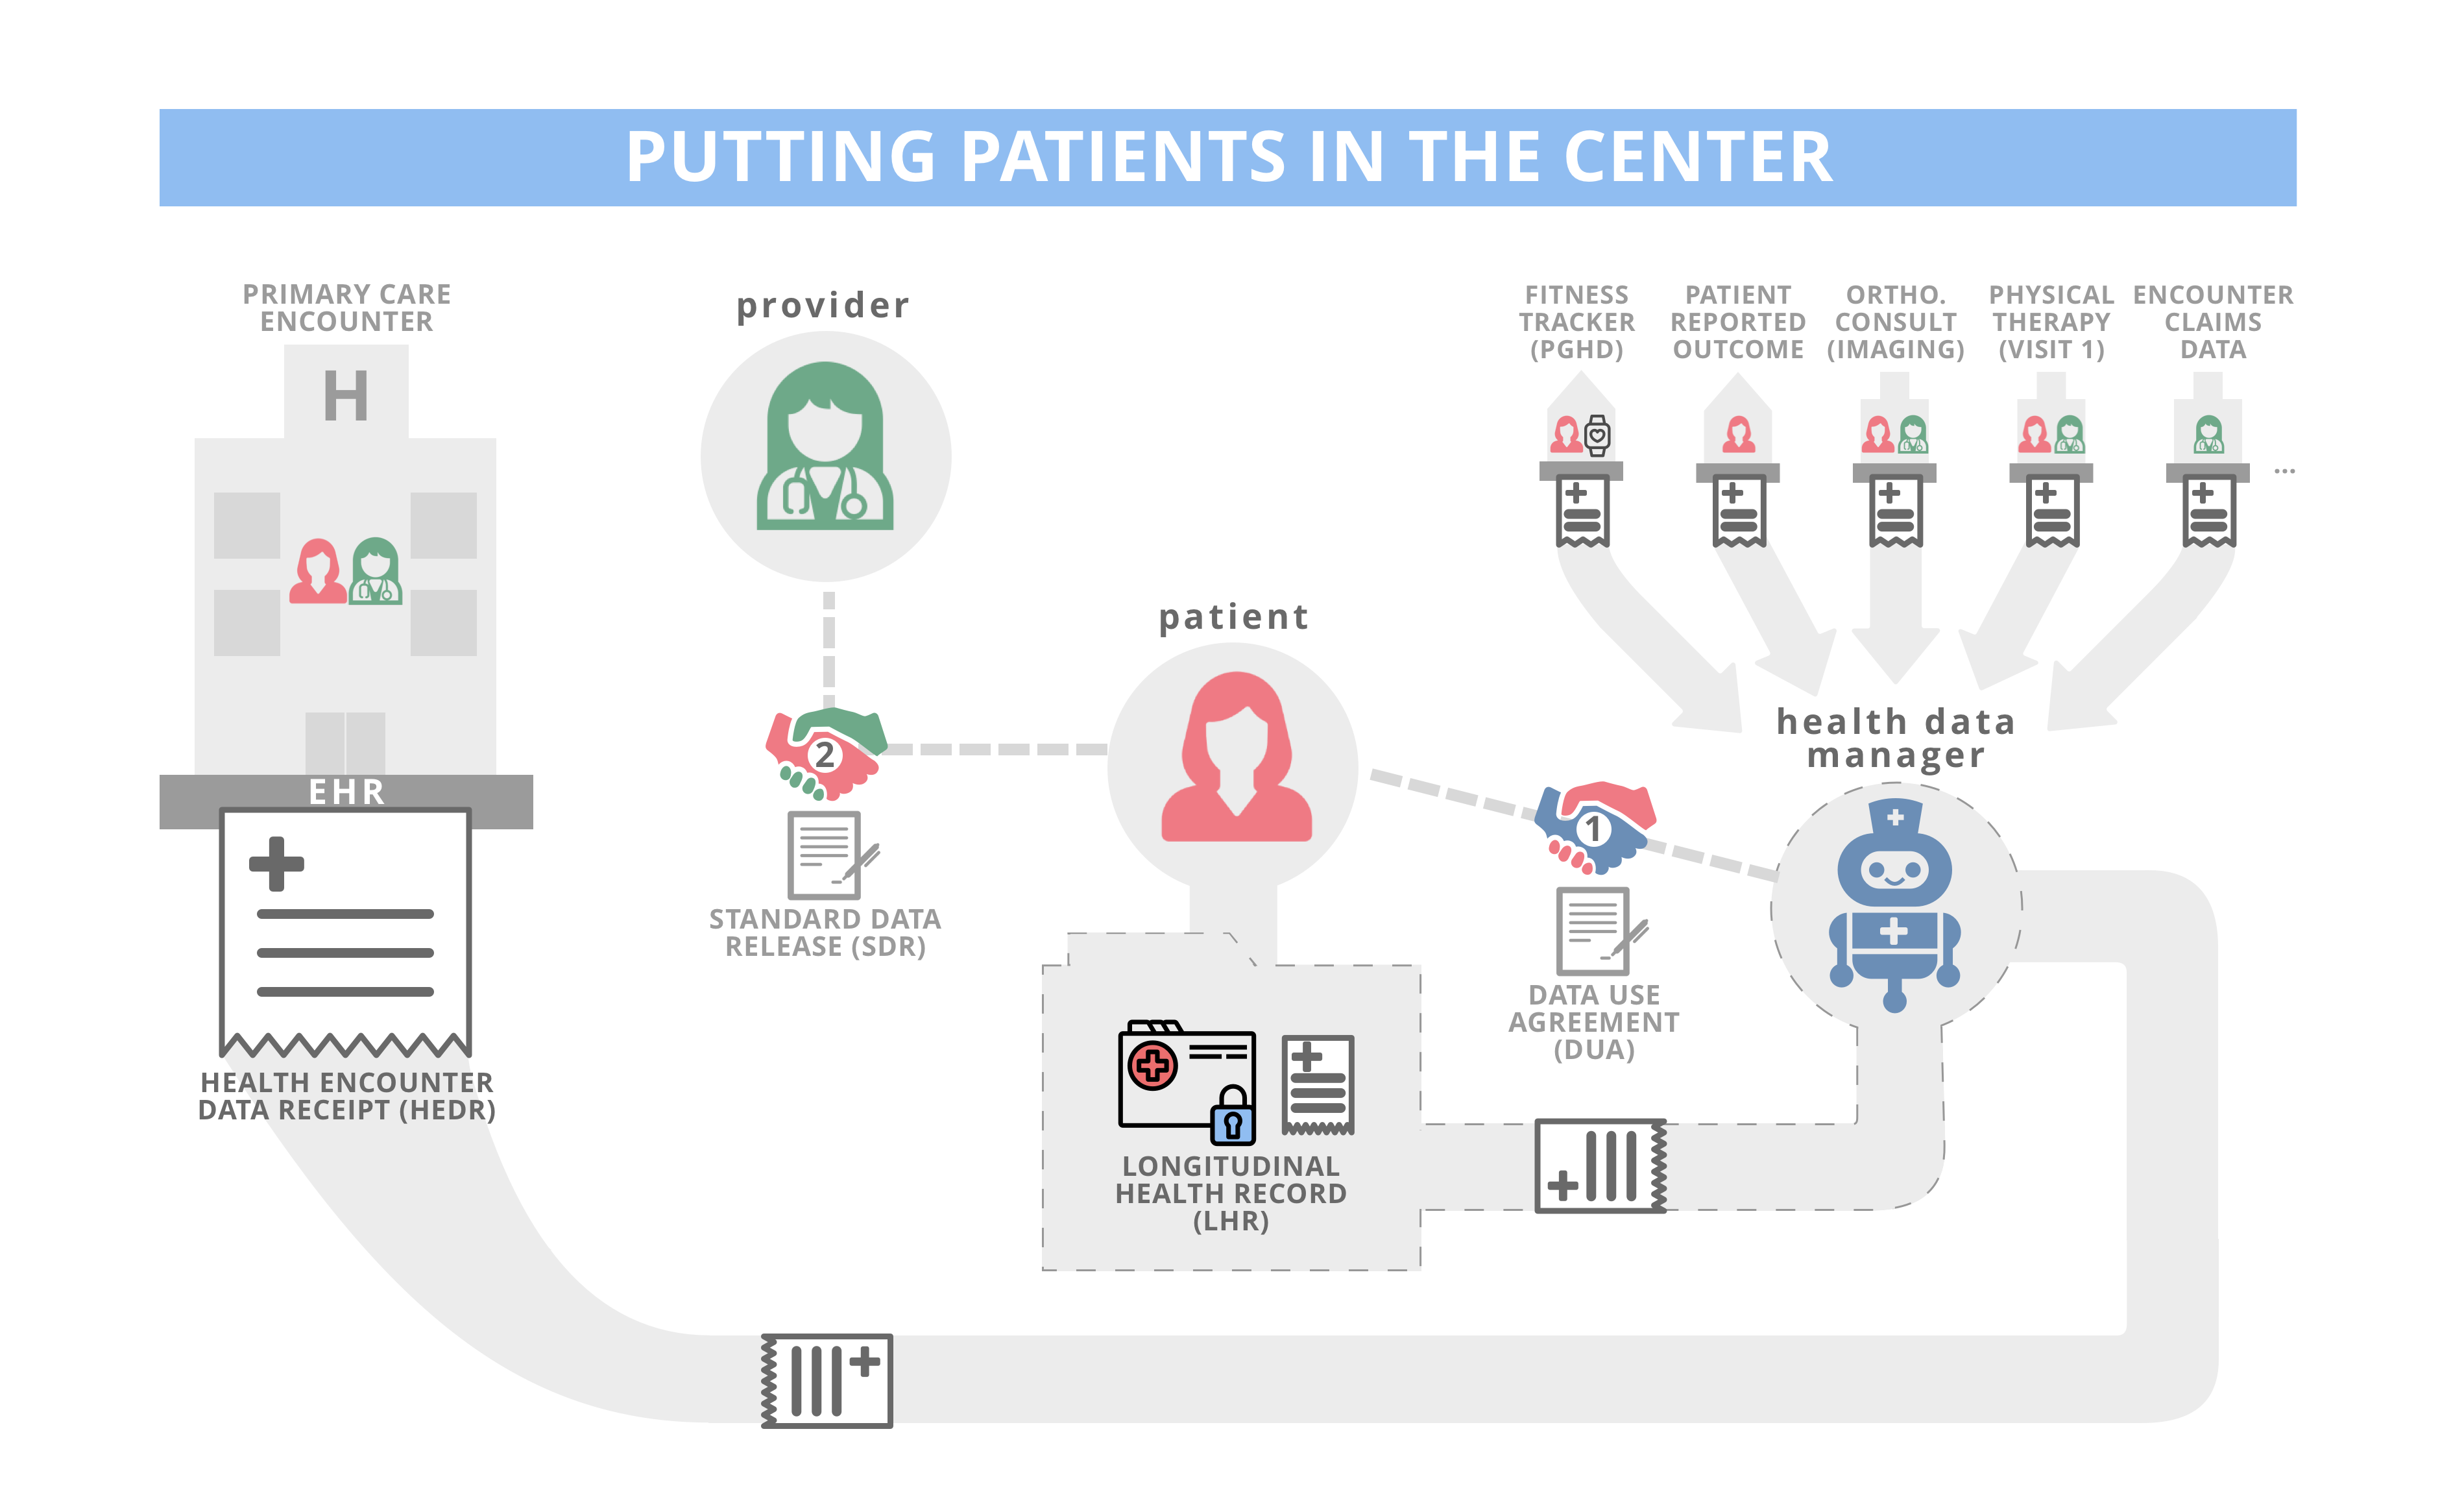 PUTTING PATIENTS IN THE CENTER
PRIMARY CARE
ENCOUNTER
H
EHR
HEALTH ENCOUNTER
DATA RECEIPT (HEDR)
provider
2
STANDARD DATA
RELEASE (SDR)
patient
LONGITUDINAL
HEALTH RECORD
(LHR)
1
DATA USE
AGREEMENT
(DUA)
FITNESS
TRACKER
(PGHD)
PATIENT
REPORTED
OUTCOME
ORTHO.
CONSULT
(IMAGING)
PHYSICAL
THERAPY
(VISIT 1)
ENCOUNTER
CLAIMS
DATA
...
health data
manager